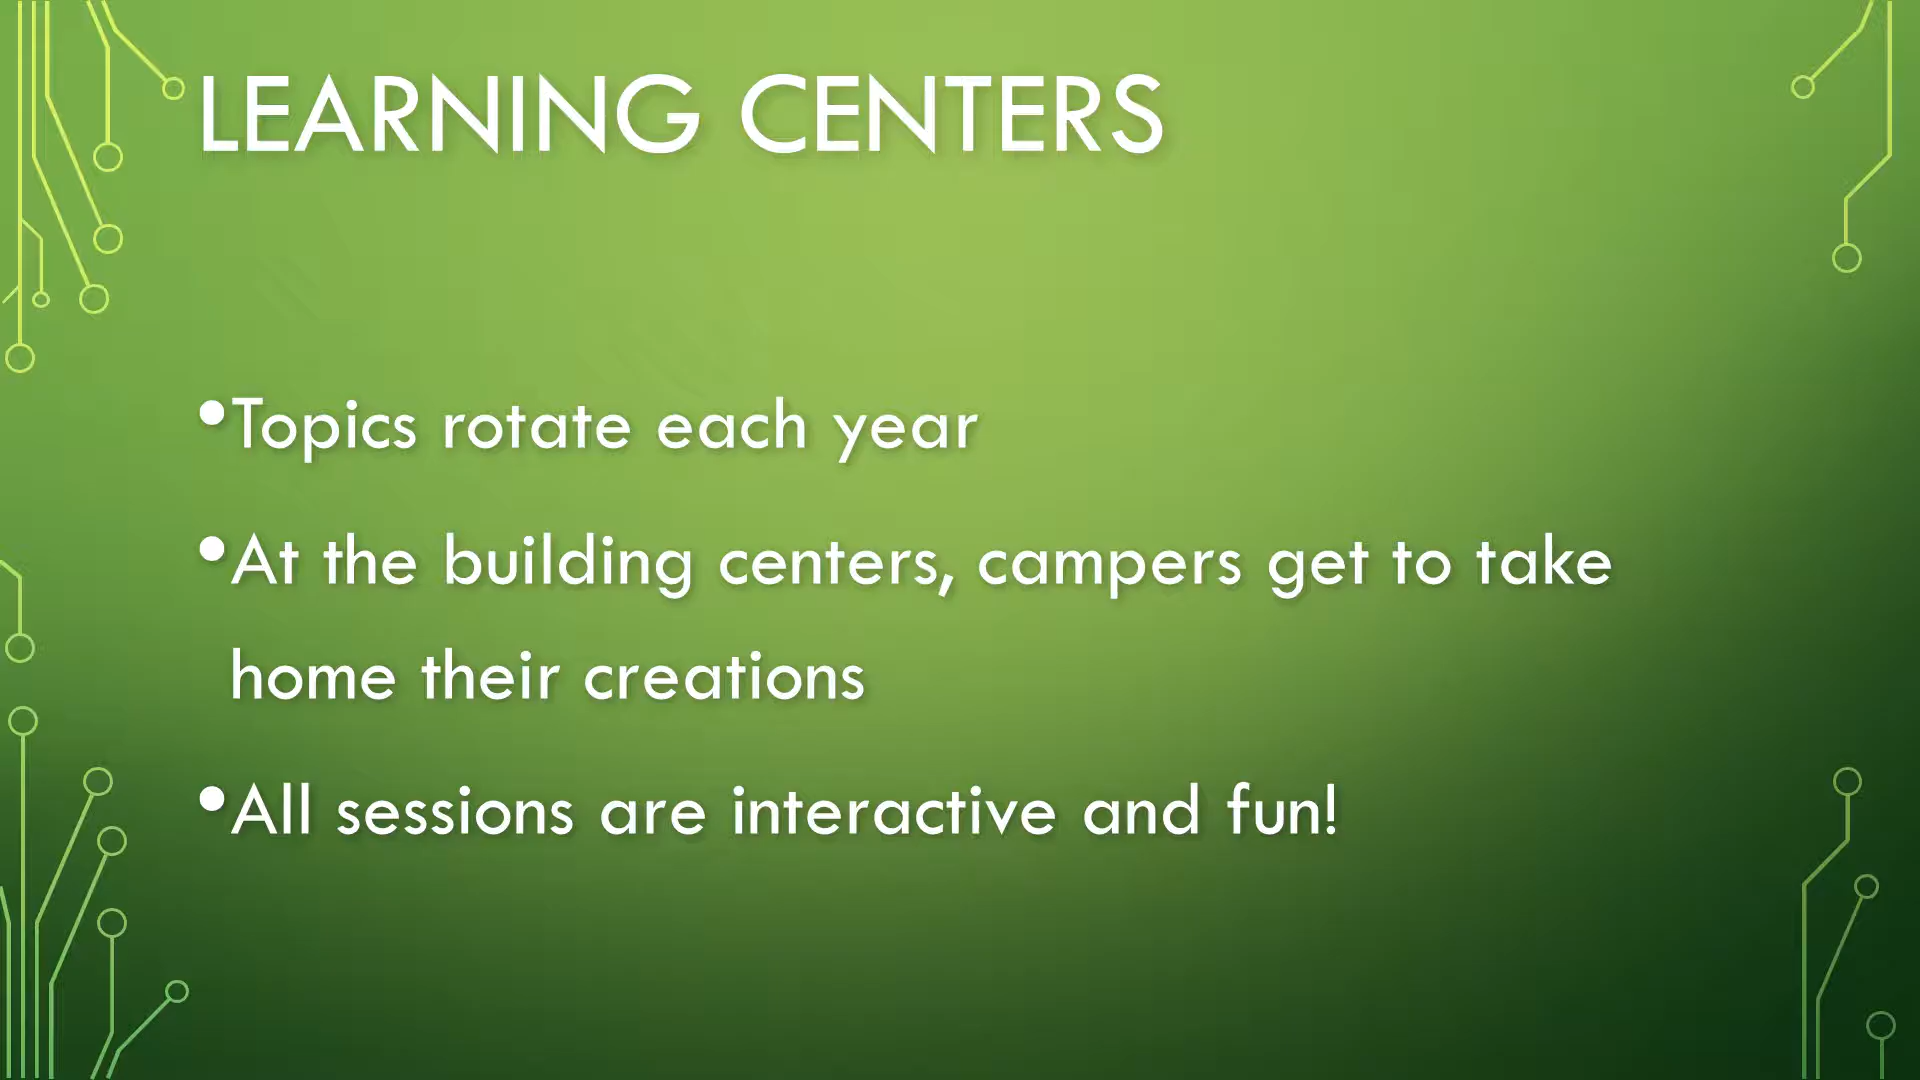 LEARNING CENTERS
•Topics rotate each year
•At the building centers, campers get to take
home their creations
•All sessions are interactive and fun!